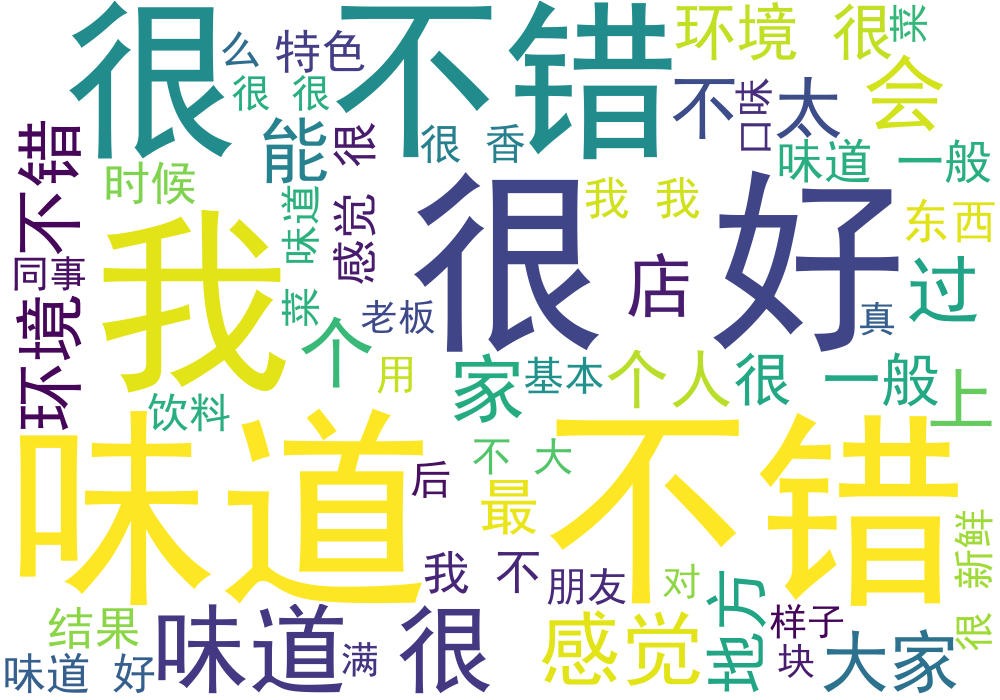 很 不错
么 特色
很 很
环境 很
菜
会
不 太
口味
味道 一般
能
很
很 香
环境 不错
时候
同事
味道
感觉
菜
我
很 好
我 我
东西
店
过
老板
真
个
用
家
基本
个人
很 一般
上
饮料
味道 不错
不 大
后
最
新鲜
很
我 不
朋友
对
地方
结果
味道 很
满
感觉
样子
块
大家
味道 好